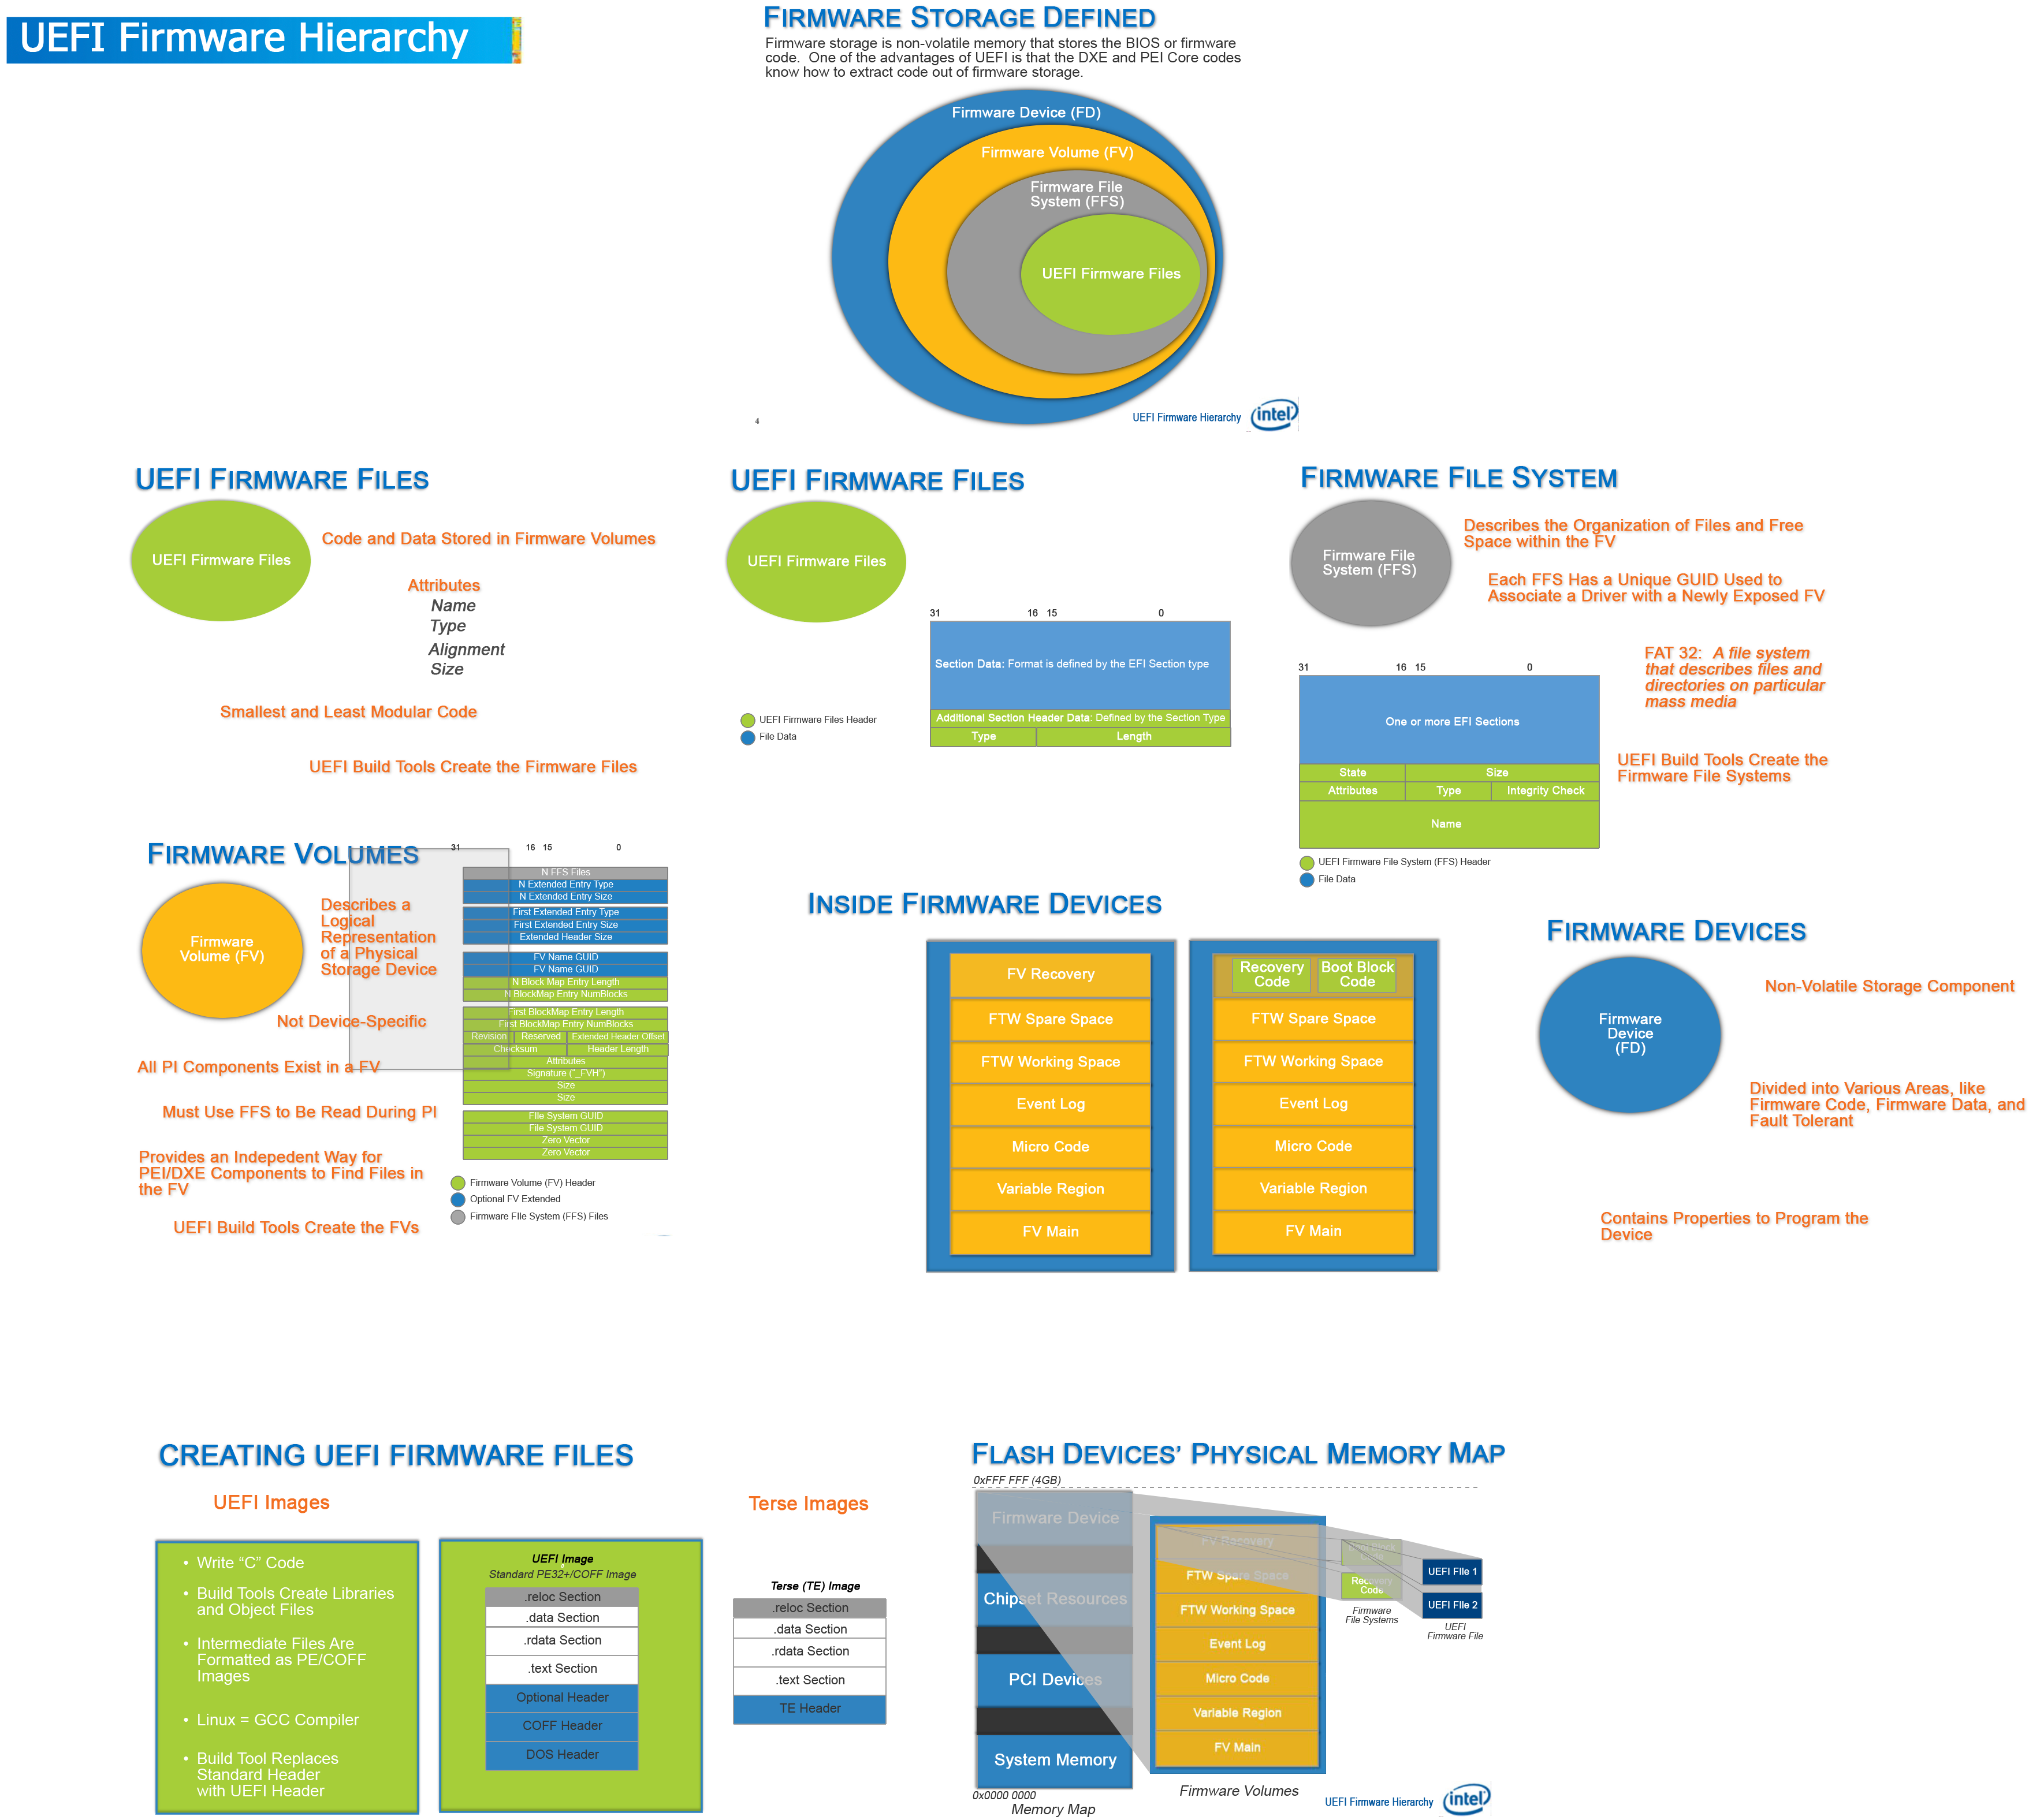 UEFI Firmware Hierarchy
FIRMWARE STORAGE DEFINED
Firmware storage is non-volatile memory that stores the BIOS or firmware
code. One of the advantages of UEFI is that the DXE and PEI Core codes
know how to extract code out of firmware storage.
Firmware Device (FD)
Firmware Volume (FV)
Firmware File
System (FFS)
UEFI Firmware Files
4
UEFI Firmware Hierarchy
intel
UEFI FIRMWARE FILES
UEFI Firmware Files
Code and Data Stored in Firmware Volumes
Attributes
Name
Type
Alignment
Size
Smallest and Least Modular Code
UEFI Build Tools Create the Firmware Files
UEFI FIRMWARE FILES
UEFI Firmware Files
31 16 15 0
Section Data: Format is defined by the EFI Section type
Additional Section Header Data: Defined by the Section Type
Type Length
UEFI Firmware Files Header
File Data
FIRMWARE FILE SYSTEM
Firmware File
System (FFS)
Describes the Organization of Files and Free
Space within the FV
Each FFS Has a Unique GUID Used to
Associate a Driver with a Newly Exposed FV
FAT 32: A file system
that describes files and
directories on particular
mass media
UEFI Build Tools Create the
Firmware File Systems
31 16 15 0
One or more EFI Sections
State Size
Attributes Type Integrity Check
Name
UEFI Firmware File System (FFS) Header
File Data
FIRMWARE VOLUMES
Firmware
Volume (FV)
Describes a
Logical
Representation
of a Physical
Storage Device
Not Device-Specific
All PI Components Exist in a FV
Must Use FFS to Be Read During PI
Provides an Indepedent Way for
PEI/DXE Components to Find Files in
the FV
UEFI Build Tools Create the FVs
31 16 15 0
N FFS Files
N Extended Entry Type
N Extended Entry Size
First Extended Entry Type
First Extended Entry Size
Extended Header Size
FV Name GUID
FV Name GUID
N Block Map Entry Length
N BlockMap Entry NumBlocks
First BlockMap Entry Length
First BlockMap Entry NumBlocks
Revision Reserved Extended Header Offset
Checksum Header Length
Attributes
Signature ("_FVH")
Size
Size
FIle System GUID
File System GUID
Zero Vector
Zero Vector
Firmware Volume (FV) Header
Optional FV Extended
Firmware FIle System (FFS) Files
INSIDE FIRMWARE DEVICES
FV Recovery
FTW Spare Space
FTW Working Space
Event Log
Micro Code
Variable Region
FV Main
Recovery
Code
Boot Block
Code
FTW Spare Space
FTW Working Space
Event Log
Micro Code
Variable Region
FV Main
FIRMWARE DEVICES
Firmware
Device
(FD)
Non-Volatile Storage Component
Divided into Various Areas, like
Firmware Code, Firmware Data, and
Fault Tolerant
Contains Properties to Program the
Device
CREATING UEFI FIRMWARE FILES
UEFI Images
• Write “C” Code
• Build Tools Create Libraries
and Object Files
• Intermediate Files Are
Formatted as PE/COFF
Images
• Linux = GCC Compiler
• Build Tool Replaces
Standard Header
with UEFI Header
UEFI Image
Standard PE32+/COFF Image
.reloc Section
.data Section
.rdata Section
.text Section
Optional Header
COFF Header
DOS Header
Terse Images
Terse (TE) Image
.reloc Section
.data Section
.rdata Section
.text Section
TE Header
FLASH DEVICES’ PHYSICAL MEMORY MAP
0xFFF FFF (4GB)
Firmware Device
Chipset Resources
PCI Devices
System Memory
0x0000 0000
Memory Map
FV Recovery
FTW Spare Space
FTW Working Space
Event Log
Micro Code
Variable Region
FV Main
Firmware Volumes
Boot Block
Code
Recovery
Code
Firmware
File Systems
UEFI FIle 1
UEFI FIle 2
UEFI
Firmware File
UEFI Firmware Hierarchy
intel